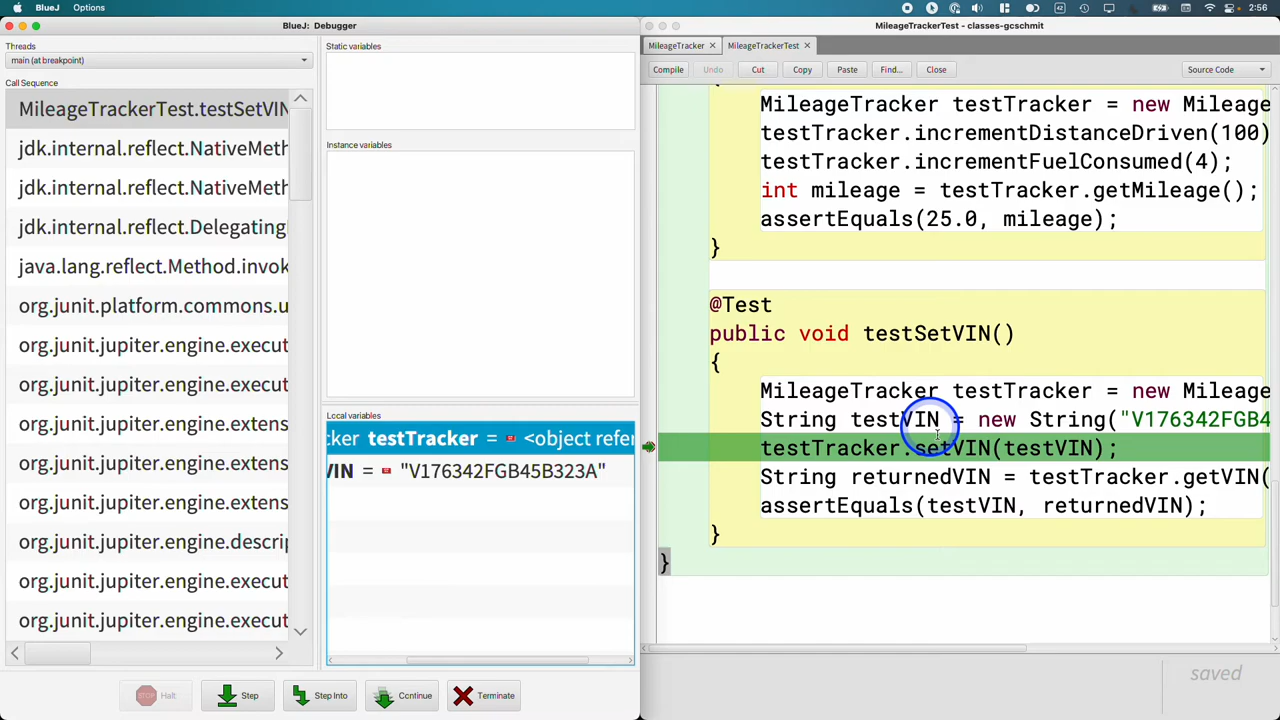 BlueJ Options
42
2:56
BlueJ: Debugger
Threads
main (at breakpoint)
Call Sequence
MileageTrackerTest.testSetVIN
jdk.internal.reflect.NativeMeth
jdk.internal.reflect.NativeMeth
jdk.internal.reflect.Delegating
java.lang.reflect.Method.invok
org.junit.platform.commons.u
org.junit.jupiter.engine.execut
org.junit.jupiter.engine.execut
org.junit.jupiter.engine.extens
org.junit.jupiter.engine.execut
org.junit.jupiter.engine.extens
org.junit.jupiter.engine.descrip
org.junit.jupiter.engine.execut
org.junit.jupiter.engine.execut
Static variables
Instance variables
Local variables
cker testTracker = <object refer
VIN = "V176342FGB45B323A"
STOP Halt
Step
Step Into
Continue
Terminate
MileageTrackerTest - classes-gcschmit
MileageTracker MileageTrackerTest
Compile Undo Cut Copy Paste Find... Close Source Code
{
MileageTracker testTracker = new Mileage
testTracker.incrementDistanceDriven(100)
testTracker.incrementFuelConsumed(4);
int mileage = testTracker.getMileage();
assertEquals(25.0, mileage);
}
@Test
public void testSetVIN()
{
MileageTracker testTracker = new Mileage
String testVIN = new String("V176342FGB4
testTracker.setVIN(testVIN);
String returnedVIN = testTracker.getVIN(
assertEquals(testVIN, returnedVIN);
}
}
saved